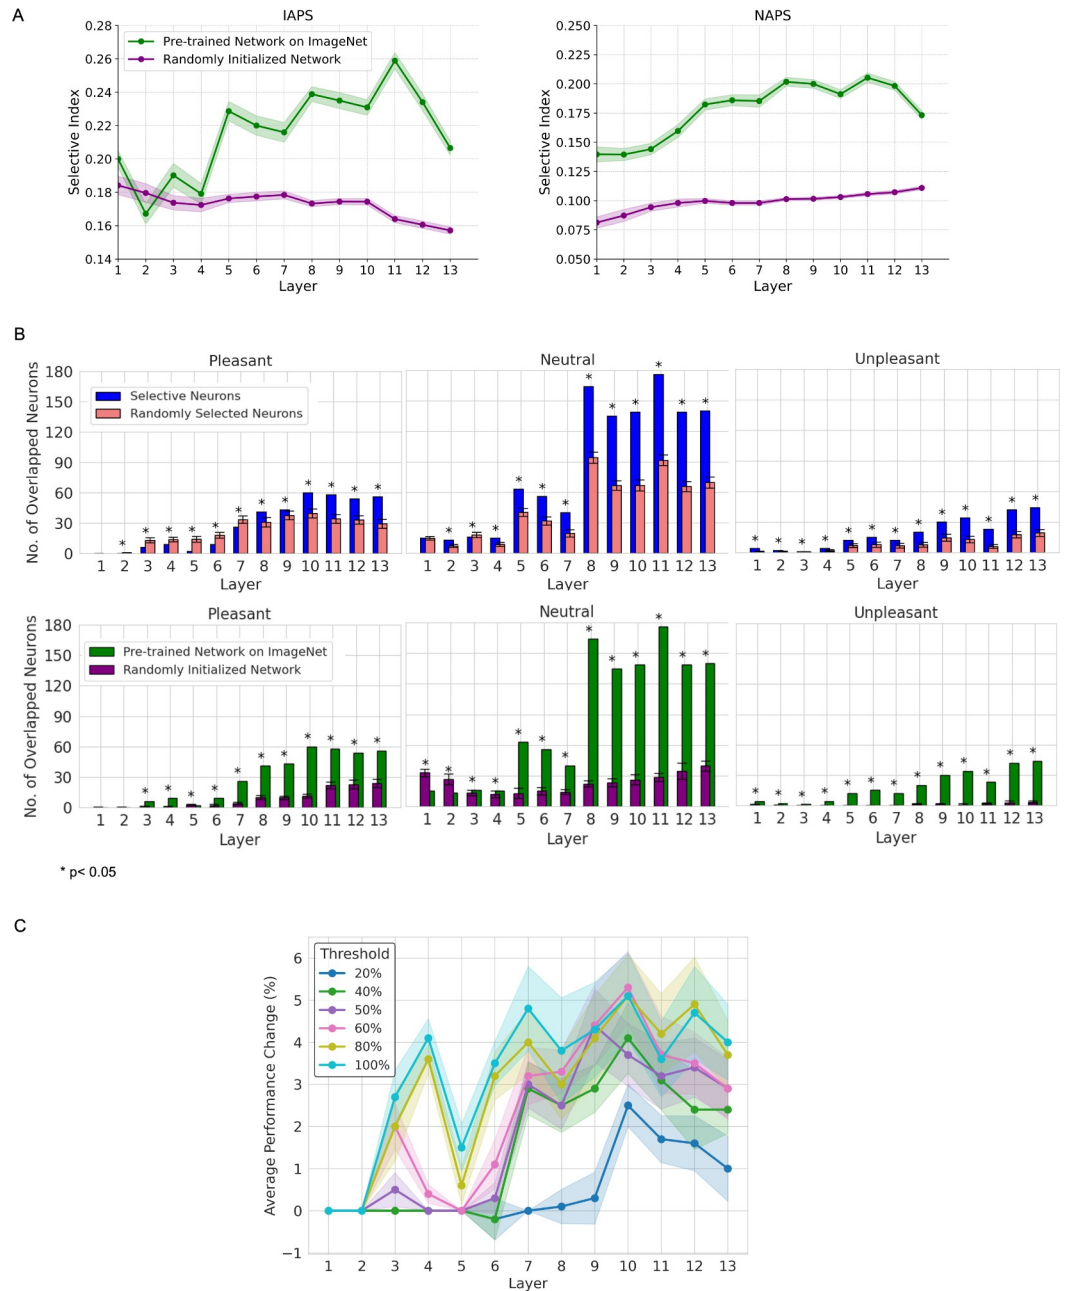 A
IAPS
0.28
0.26
0.24
0.22
0.20
0.18
0.16
0.14
Selective Index
Pre-trained Network on ImageNet
Randomly Initialized Network
1 2 3 4 5 6 7 8 9 10 11 12 13
Layer
NAPS
0.250
0.225
0.200
0.175
0.150
0.125
0.100
0.075
0.050
Selective Index
1 2 3 4 5 6 7 8 9 10 11 12 13
Layer
B
Pleasant
No. of Overlapped Neurons
180
150
120
90
60
30
0
Selective Neurons
Randomly Selected Neurons
* * * * * * * * * * * *
1 2 3 4 5 6 7 8 9 10 11 12 13
Layer
Neutral
* * * * * * * * * * * *
1 2 3 4 5 6 7 8 9 10 11 12 13
Layer
Unpleasant
* * * * * * * * * * * * *
1 2 3 4 5 6 7 8 9 10 11 12 13
Layer
Pleasant
No. of Overlapped Neurons
180
150
120
90
60
30
0
Pre-trained Network on ImageNet
Randomly Initialized Network
* * * * * * * * * * *
1 2 3 4 5 6 7 8 9 10 11 12 13
Layer
Neutral
* * * * * * * * * * * * *
1 2 3 4 5 6 7 8 9 10 11 12 13
Layer
Unpleasant
* * * * * * * * * * * * *
1 2 3 4 5 6 7 8 9 10 11 12 13
Layer
* p< 0.05
C
Average Performance Change (%)
6
5
4
3
2
1
0
−1
Threshold
20%
40%
50%
60%
80%
100%
1 2 3 4 5 6 7 8 9 10 11 12 13
Layer